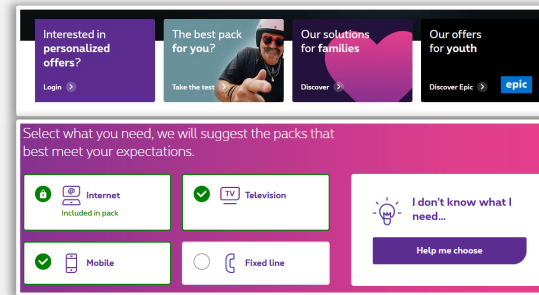 Interested in
personalized
offers?
Login
The best pack
for you?
Take the test
Our solutions
for families
Discover
Our offers
for youth
Discover Epic
epic
Select what you need, we will suggest the packs that
best meet your expectations.
@
Internet
Included in pack
TV
Television
Mobile
Fixed line
I don't know what I
need...
Help me choose